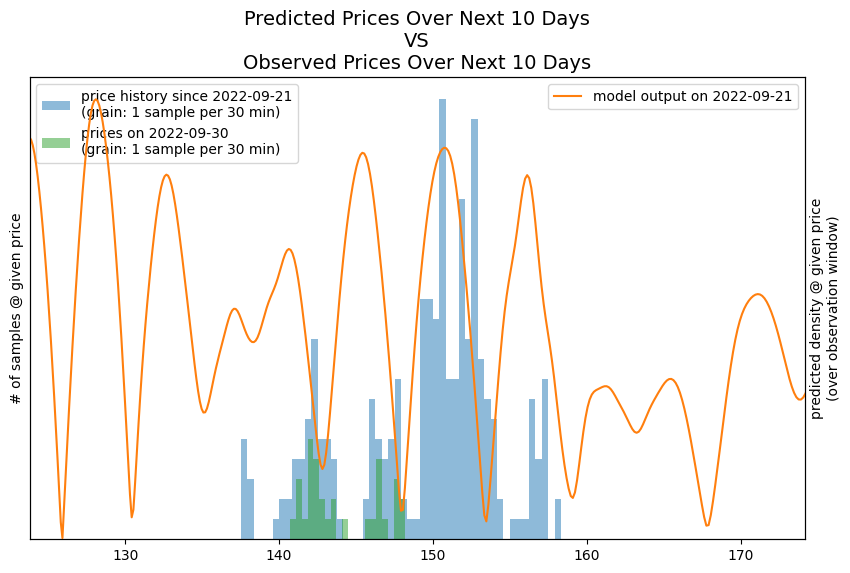 Predicted Prices Over Next 10 Days
VS
Observed Prices Over Next 10 Days
price history since 2022-09-21
(grain: 1 sample per 30 min)
prices on 2022-09-30
(grain: 1 sample per 30 min)
model output on 2022-09-21
# of samples @ given price
predicted density @ given price
(over observation window)
130 140 150 160 170